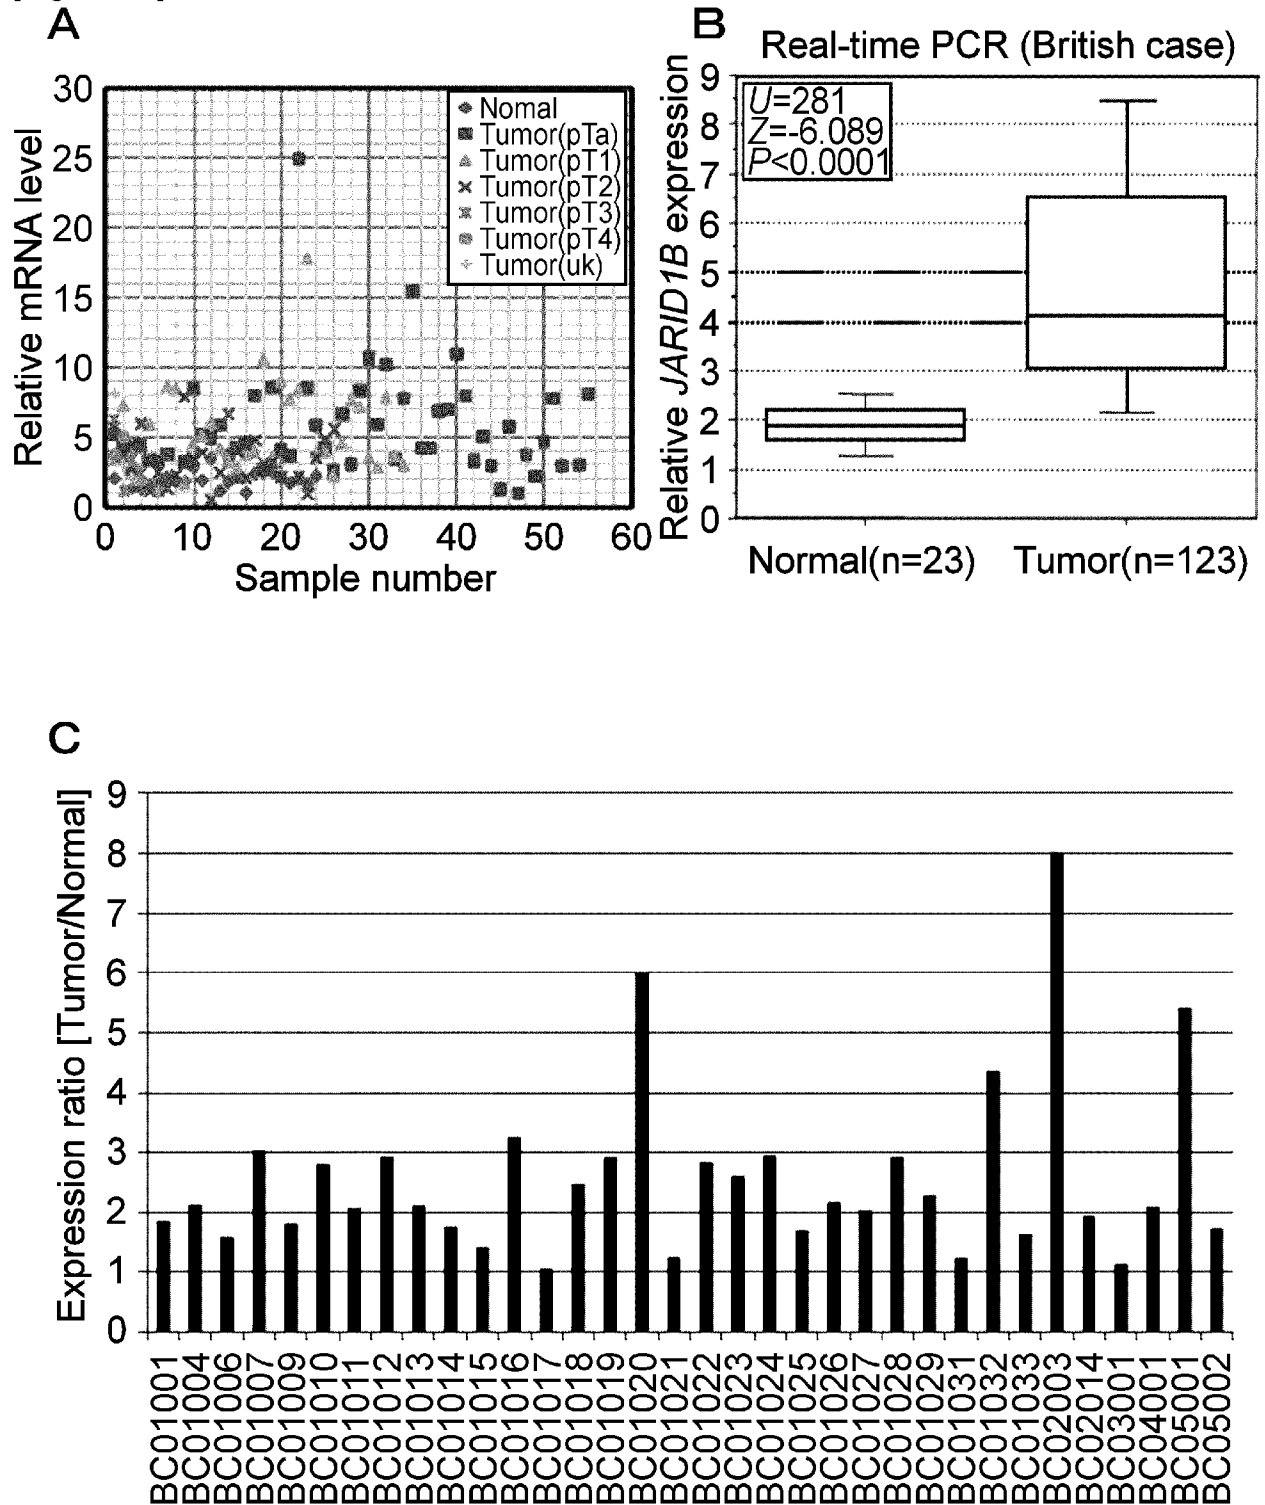 A
Relative mRNA level
30
25
20
15
10
5
0
0 10 20 30 40 50 60
Sample number
Nomal
Tumor(pTa)
Tumor(pT1)
Tumor(pT2)
Tumor(pT3)
Tumor(pT4)
Tumor(uk)
B
Real-time PCR (British case)
Relative JARID1B expression
9
8
7
6
5
4
3
2
1
0
U=281
Z=-6.089
P<0.0001
Normal(n=23) Tumor(n=123)
C
Expression ratio [Tumor/Normal]
9
8
7
6
5
4
3
2
1
0
BC01001
BC01004
BC01006
BC01007
BC01009
BC01010
BC01011
BC01012
BC01013
BC01014
BC01015
BC01016
BC01017
BC01018
BC01019
BC01020
BC01021
BC01022
BC01023
BC01024
BC01025
BC01026
BC01027
BC01028
BC01029
BC01031
BC01032
BC01033
BC02003
BC02014
BC03001
BC04001
BC05001
BC05002